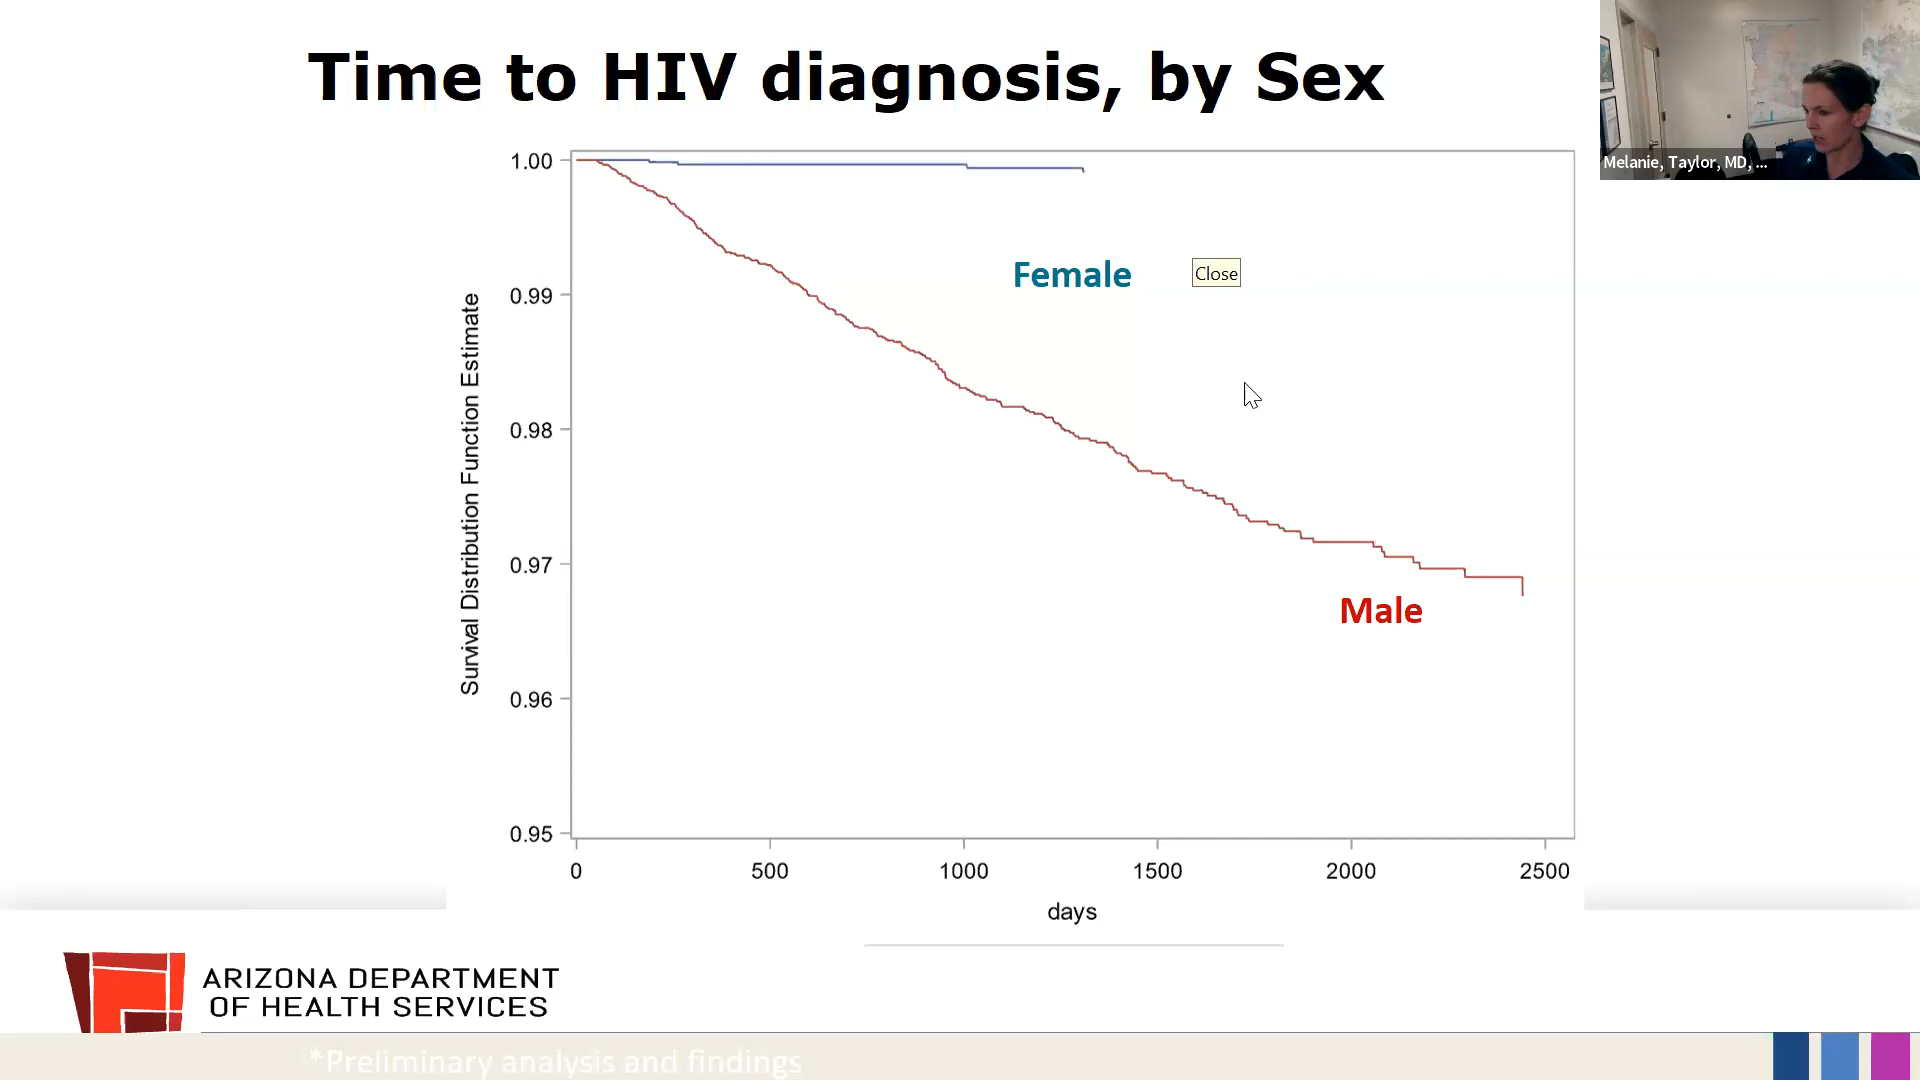 Time to HIV diagnosis, by Sex
Melanie, Taylor, MD, ...
1.00
0.99
0.98
0.97
0.96
0.95
Survival Distribution Function Estimate
Female
Close
Male
0 500 1000 1500 2000 2500
days
ARIZONA DEPARTMENT
OF HEALTH SERVICES
*Preliminary analysis and findings